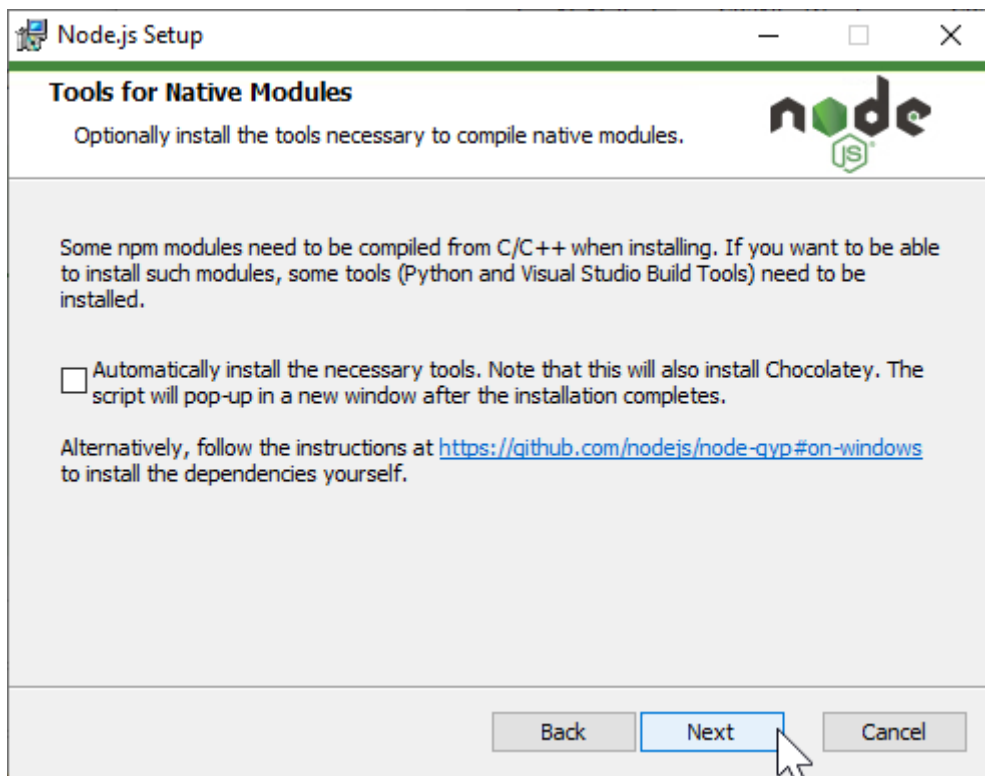 Node.js Setup
Tools for Native Modules
Optionally install the tools necessary to compile native modules.
node
JS
Some npm modules need to be compiled from C/C++ when installing. If you want to be able
to install such modules, some tools (Python and Visual Studio Build Tools) need to be
installed.
Automatically install the necessary tools. Note that this will also install Chocolatey. The
script will pop-up in a new window after the installation completes.
Alternatively, follow the instructions at https://github.com/nodejs/node-gyp#on-windows
to install the dependencies yourself.
Back
Next
Cancel